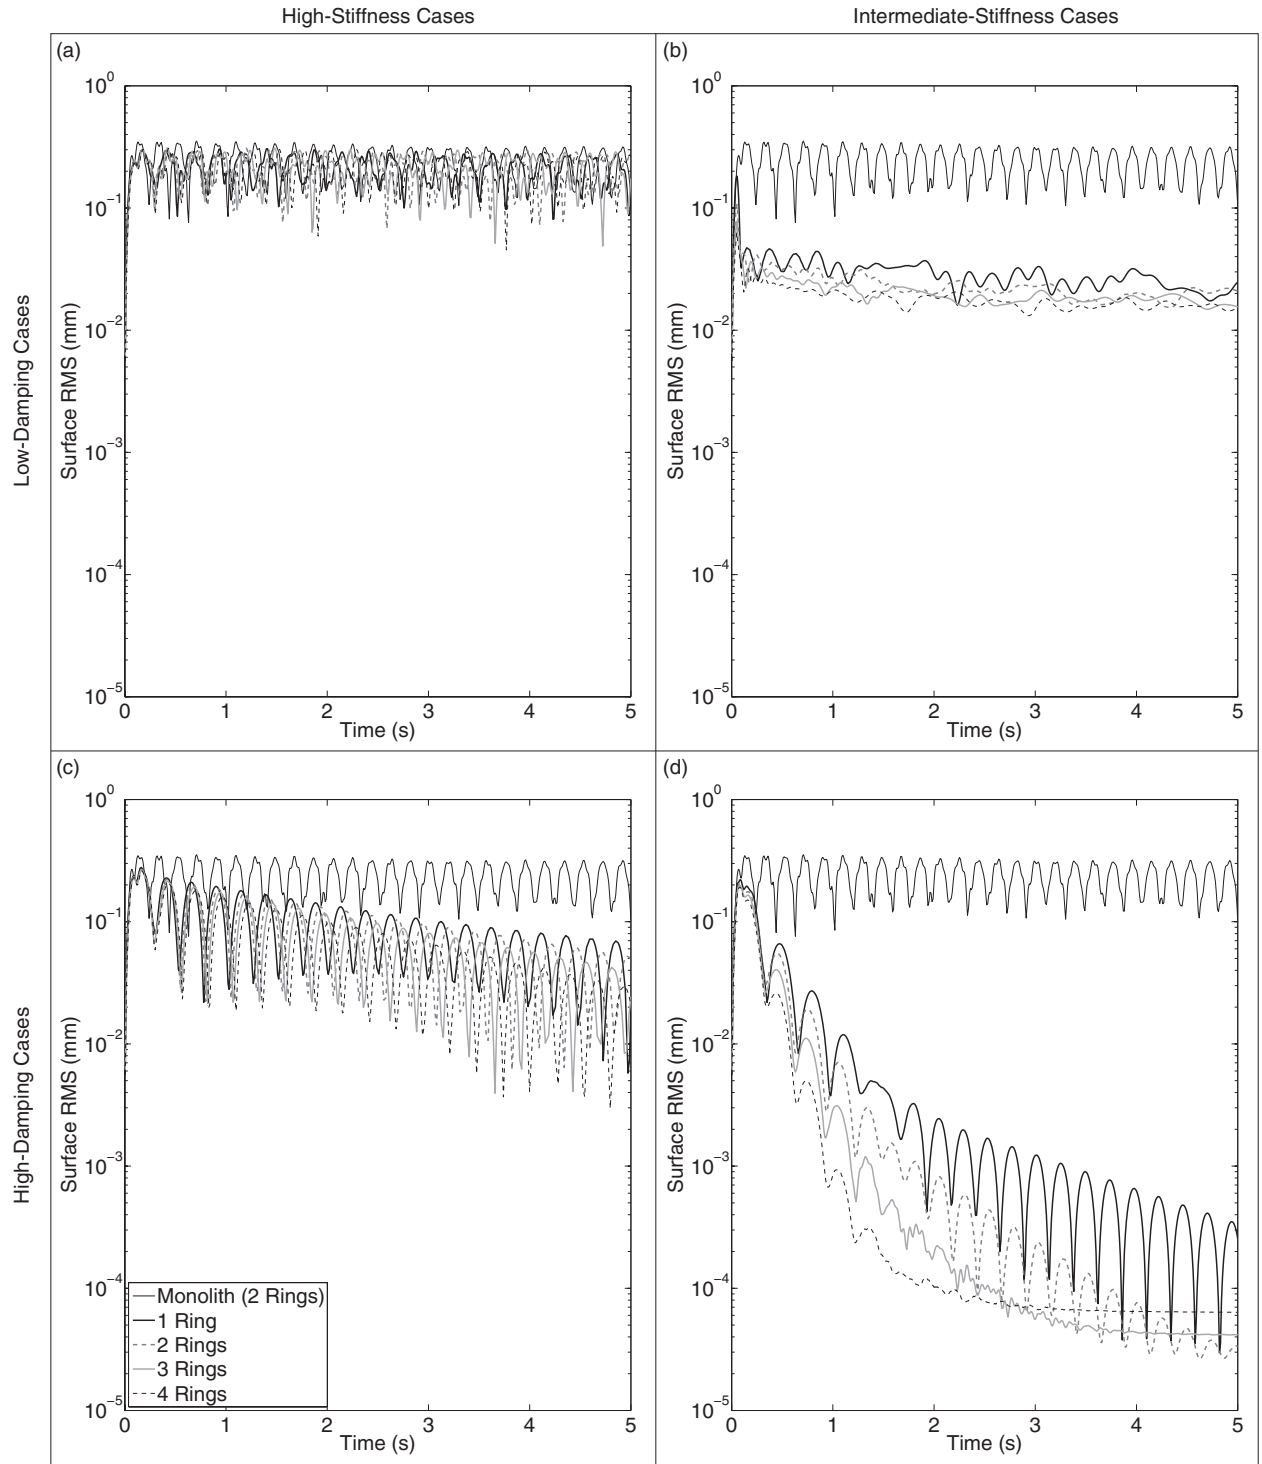 High-Stiffness Cases
Intermediate-Stiffness Cases
Low-Damping Cases
(a)
10^0
10^−1
10^−2
10^−3
10^−4
10^−5
Surface RMS (mm)
0 1 2 3 4 5
Time (s)
(b)
10^0
10^−1
10^−2
10^−3
10^−4
10^−5
Surface RMS (mm)
0 1 2 3 4 5
Time (s)
High-Damping Cases
(c)
10^0
10^−1
10^−2
10^−3
10^−4
10^−5
Surface RMS (mm)
Monolith (2 Rings)
1 Ring
2 Rings
3 Rings
4 Rings
0 1 2 3 4 5
Time (s)
(d)
10^0
10^−1
10^−2
10^−3
10^−4
10^−5
Surface RMS (mm)
0 1 2 3 4 5
Time (s)